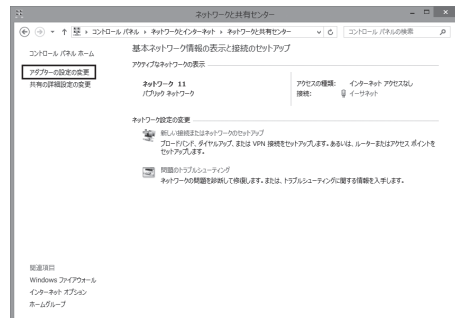 ネットワークと共有センター
コントロール パネル ▸ ネットワークとインターネット ▸ ネットワークと共有センター
コントロール パネルの検索
コントロール パネル ホーム
アダプターの設定の変更
共有の詳細設定の変更
基本ネットワーク情報の表示と接続のセットアップ
アクティブなネットワークの表示
ネットワーク 11
パブリック ネットワーク
アクセスの種類: インターネット アクセスなし
接続: イーサネット
ネットワーク設定の変更
新しい接続またはネットワークのセットアップ
ブロードバンド、ダイヤルアップ、または VPN 接続をセットアップします。あるいは、ルーターまたはアクセス ポイントを
セットアップします。
問題のトラブルシューティング
ネットワークの問題を診断して修復します。または、トラブルシューティングに関する情報を入手します。
関連項目
Windows ファイアウォール
インターネット オプション
ホームグループ